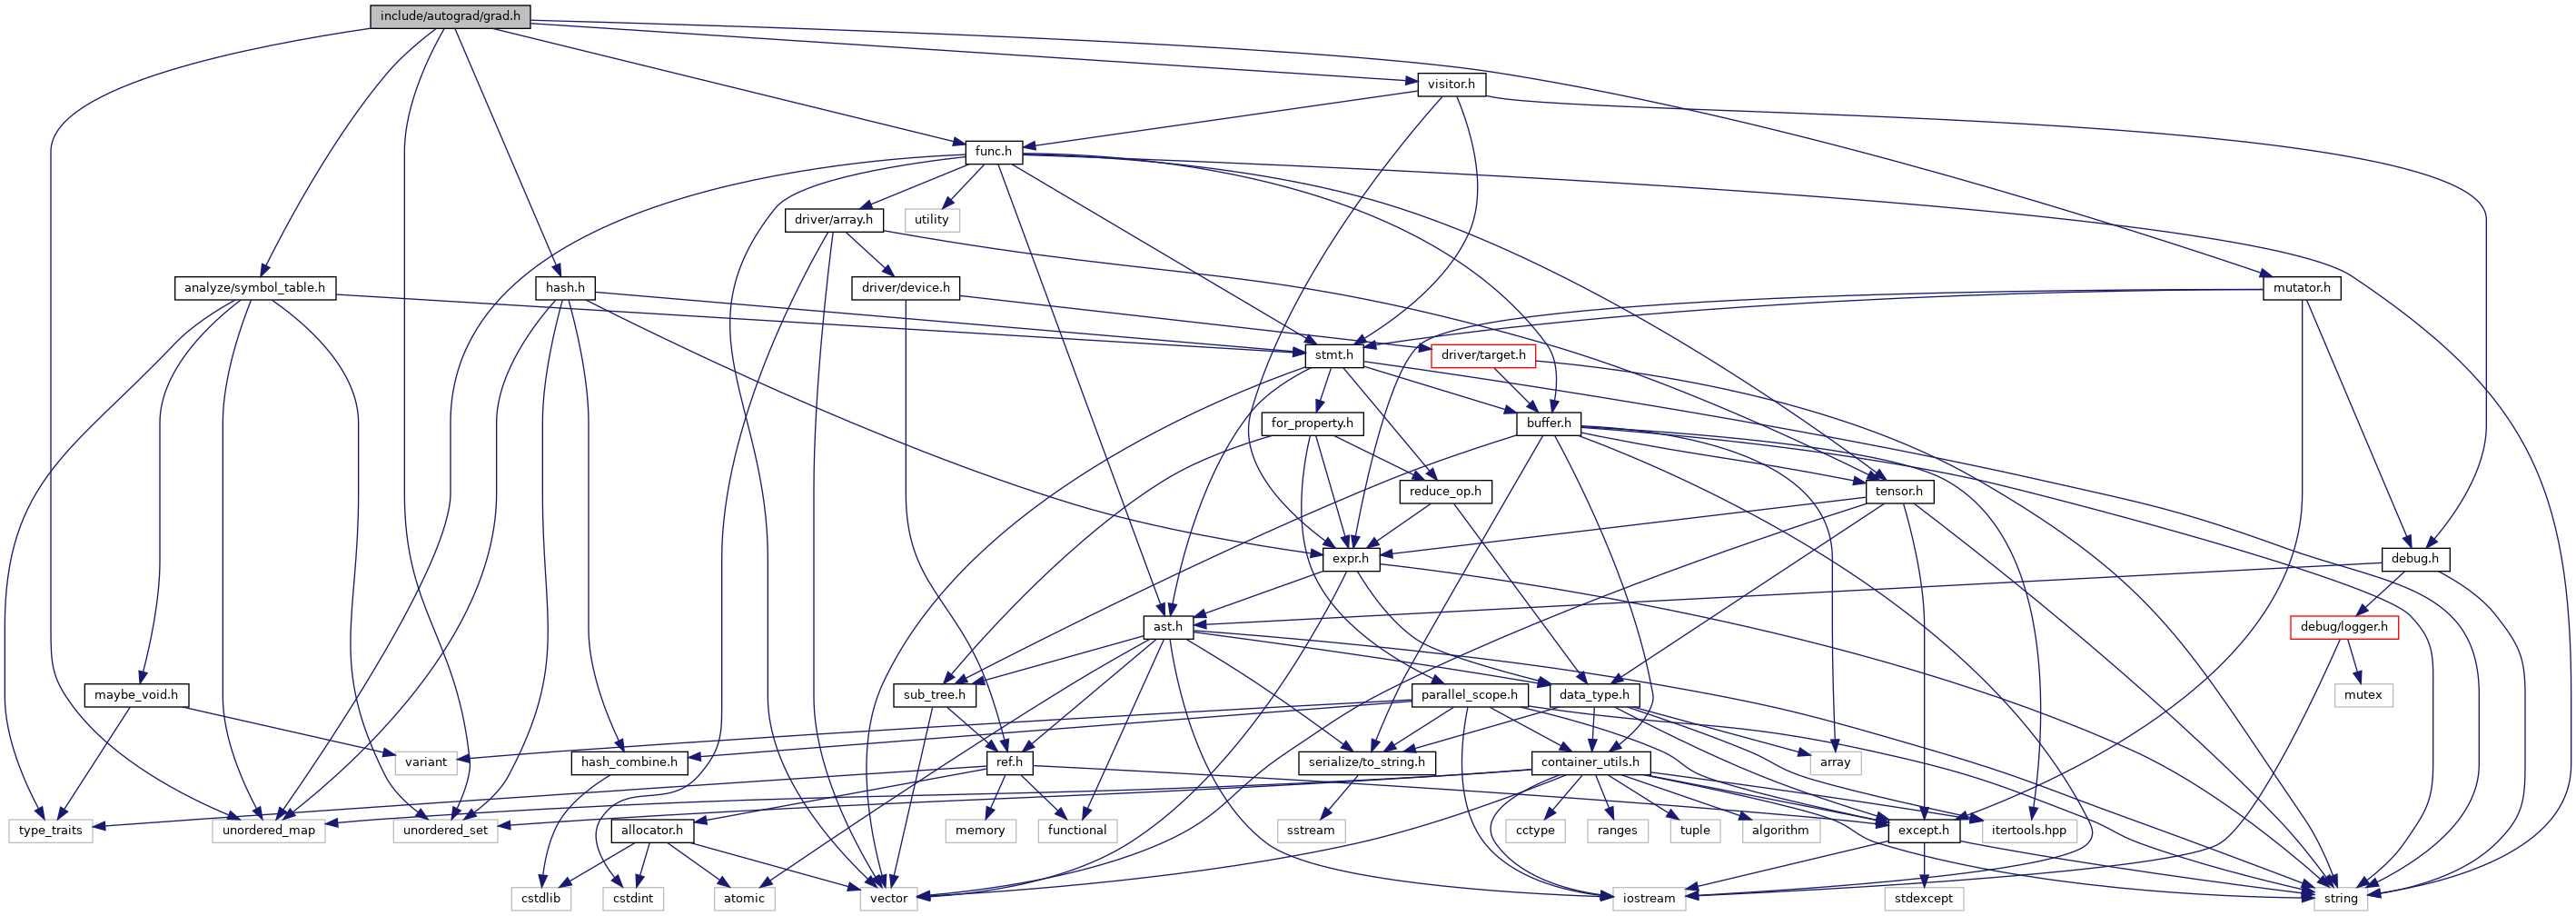 include/autograd/grad.h
visitor.h
func.h
driver/array.h
utility
analyze/symbol_table.h
hash.h
driver/device.h
mutator.h
stmt.h
driver/target.h
for_property.h
buffer.h
reduce_op.h
tensor.h
expr.h
debug.h
ast.h
debug/logger.h
maybe_void.h
sub_tree.h
parallel_scope.h
data_type.h
mutex
variant
hash_combine.h
ref.h
serialize/to_string.h
container_utils.h
array
type_traits
unordered_map
unordered_set
allocator.h
memory
functional
sstream
cctype
ranges
tuple
algorithm
except.h
itertools.hpp
cstdlib
cstdint
atomic
vector
iostream
stdexcept
string